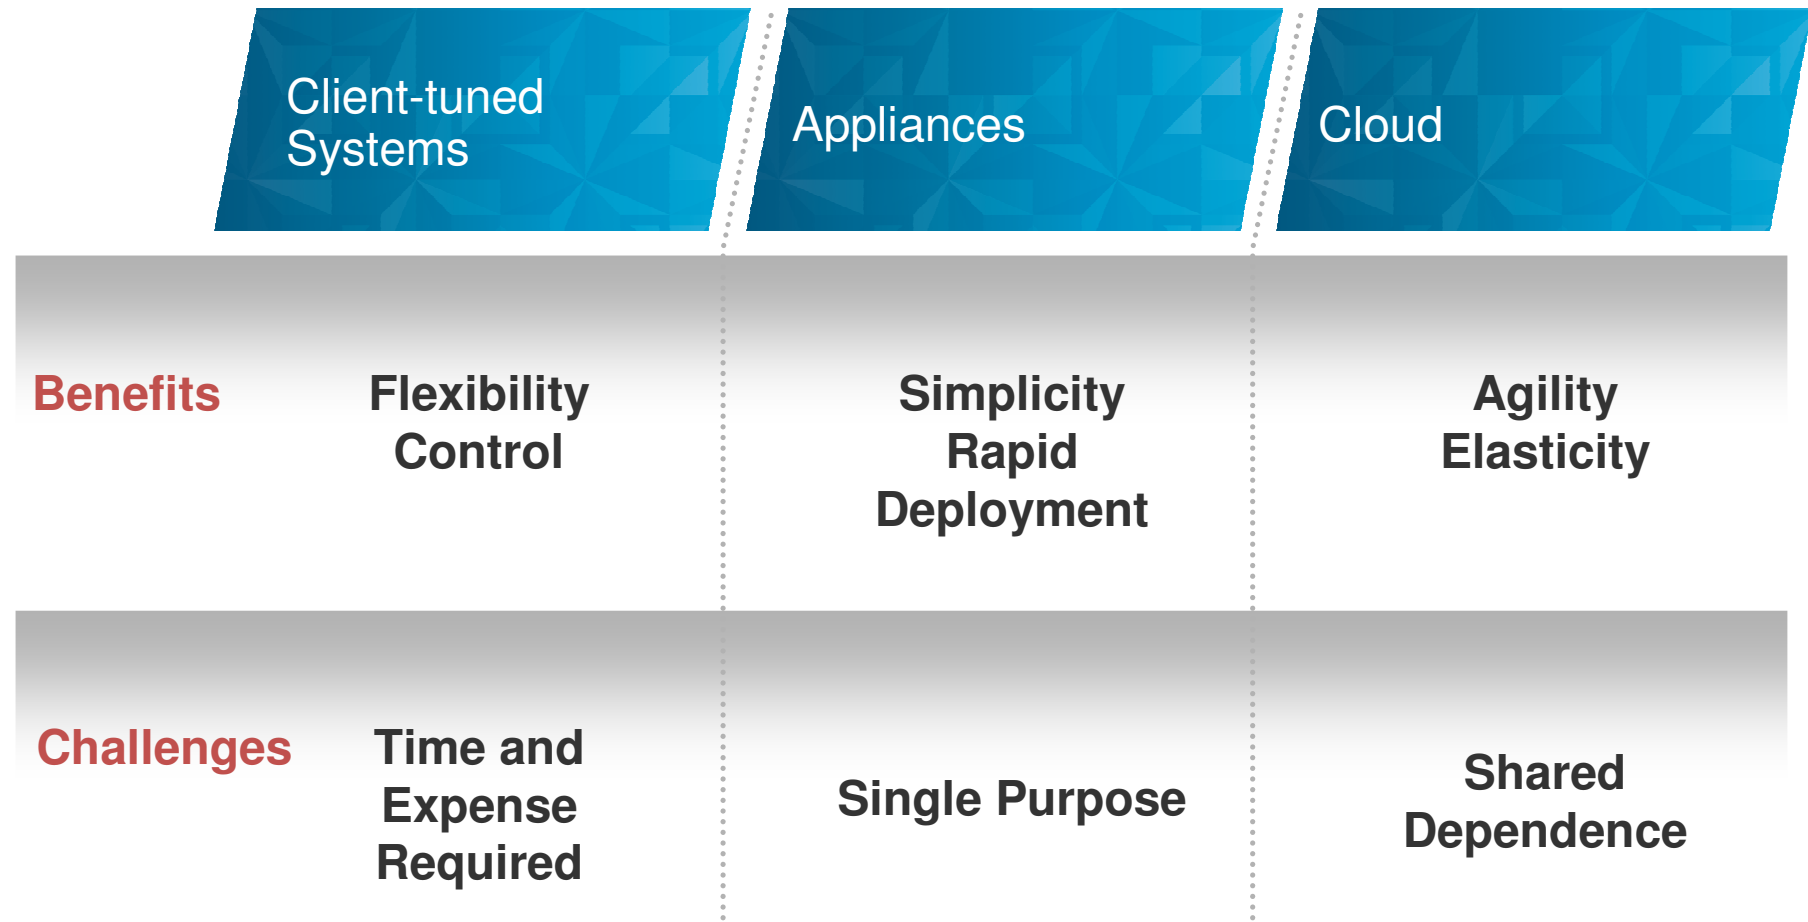 Client-tuned
Systems
Appliances
Cloud
Benefits
Flexibility
Control
Simplicity
Rapid
Deployment
Agility
Elasticity
Challenges
Time and
Expense
Required
Single Purpose
Shared
Dependence